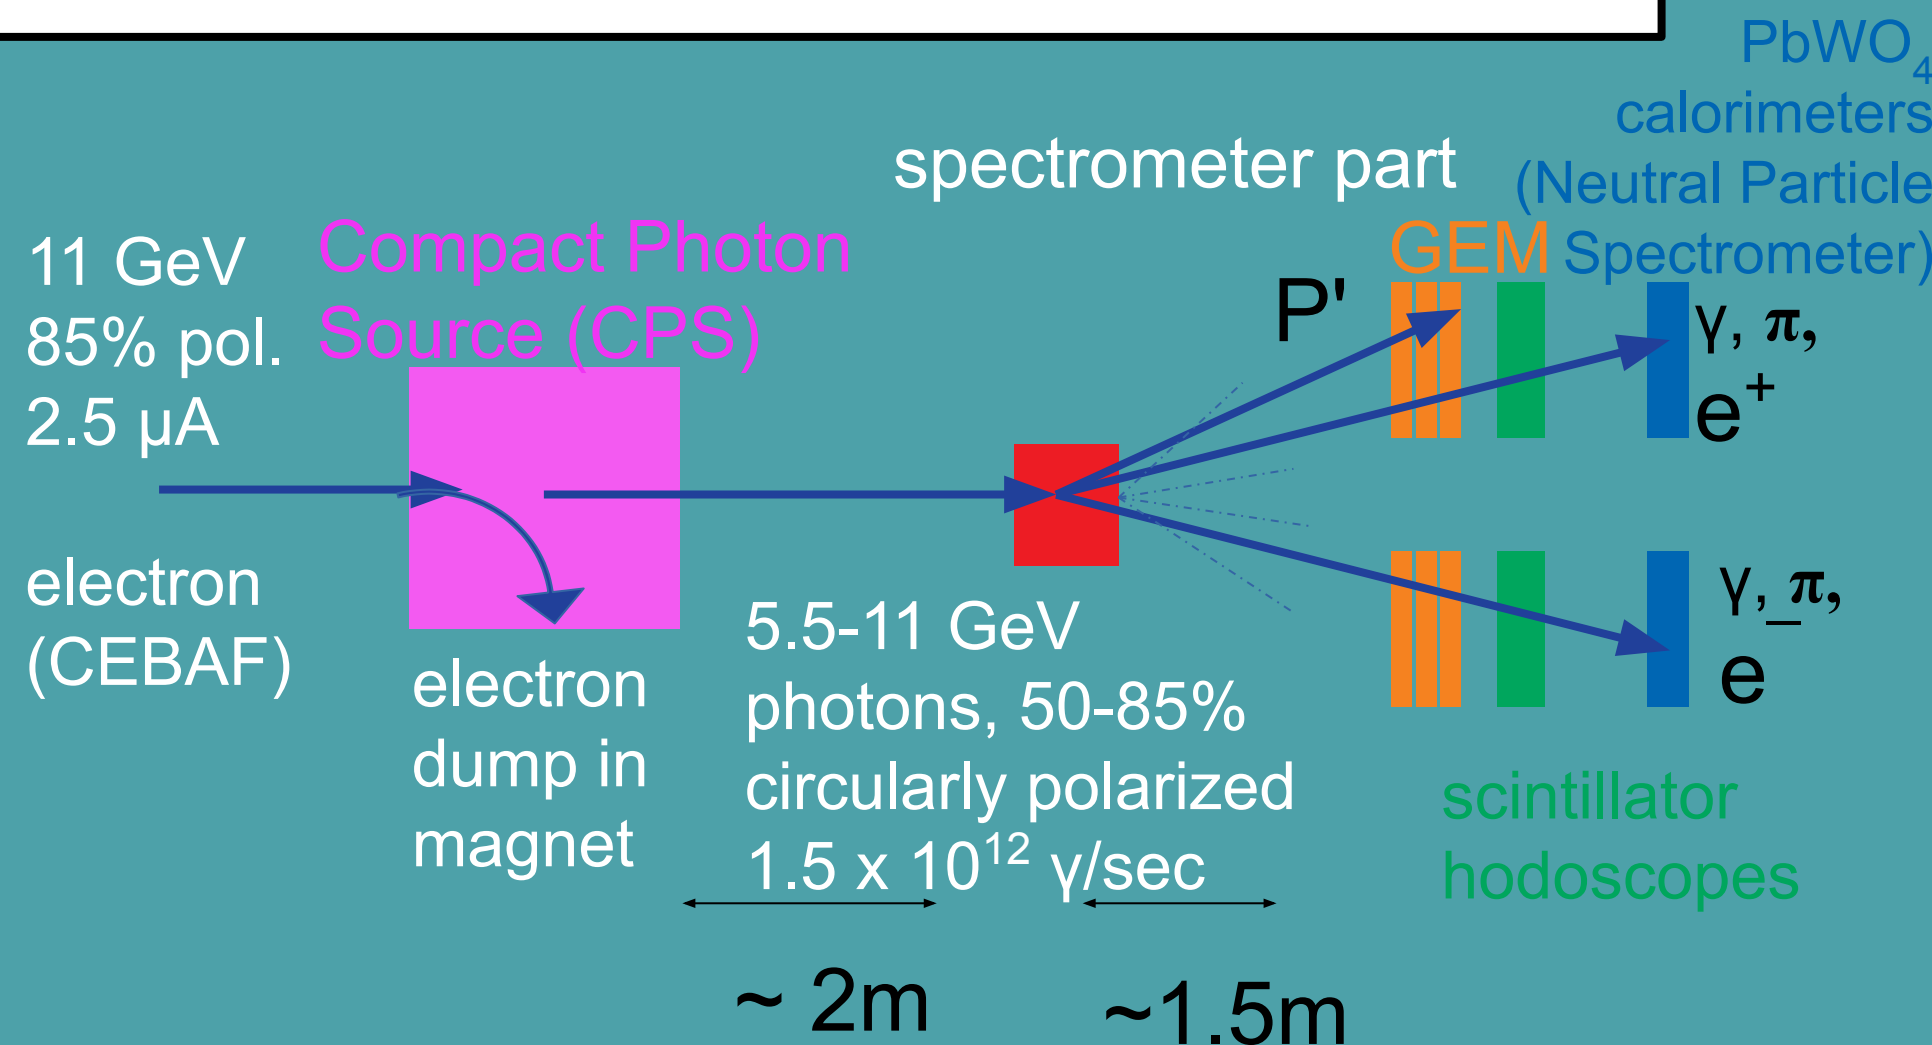 PbWO4
calorimeters
(Neutral Particle
Spectrometer)
spectrometer part
GEM
Compact Photon
Source (CPS)
11 GeV
85% pol.
2.5 μA
P'
γ, π,
e⁺
electron
(CEBAF)
electron
dump in
magnet
5.5-11 GeV
photons, 50-85%
circularly polarized
1.5 x 10¹² γ/sec
γ, π,
e
scintillator
hodoscopes
~ 2m
~1.5m